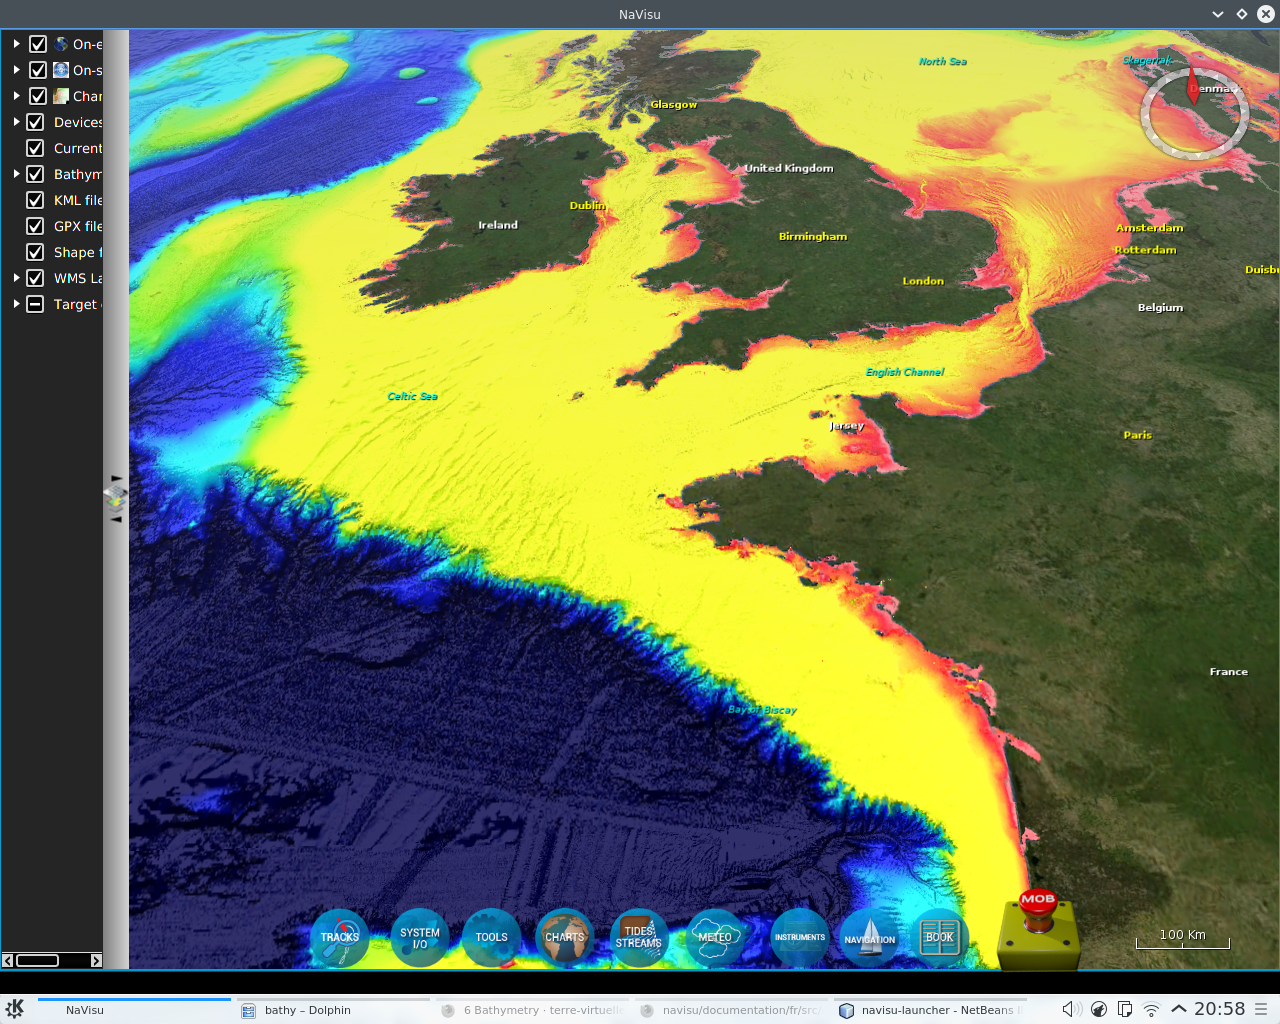 NaVisu
On-e
On-s
Char
Devices
Current
Bathym
KML file
GPX file
Shape f
WMS La
Target
North Sea
Skagerrak
Denmark
Glasgow
United Kingdom
Dublin
Ireland
Birmingham
Amsterdam
Rotterdam
Duisbu
London
Belgium
English Channel
Celtic Sea
Jersey
Paris
France
Bay of Biscay
MOB
100 Km
TRACKS
SYSTEM
I/O
TOOLS
CHARTS
TIDES
STREAMS
METEO
INSTRUMENTS
NAVIGATION
BOOK
NaVisu
bathy – Dolphin
6 Bathymetry · terre-virtuelle
navisu/documentation/fr/src/
navisu-launcher - NetBeans
20:58